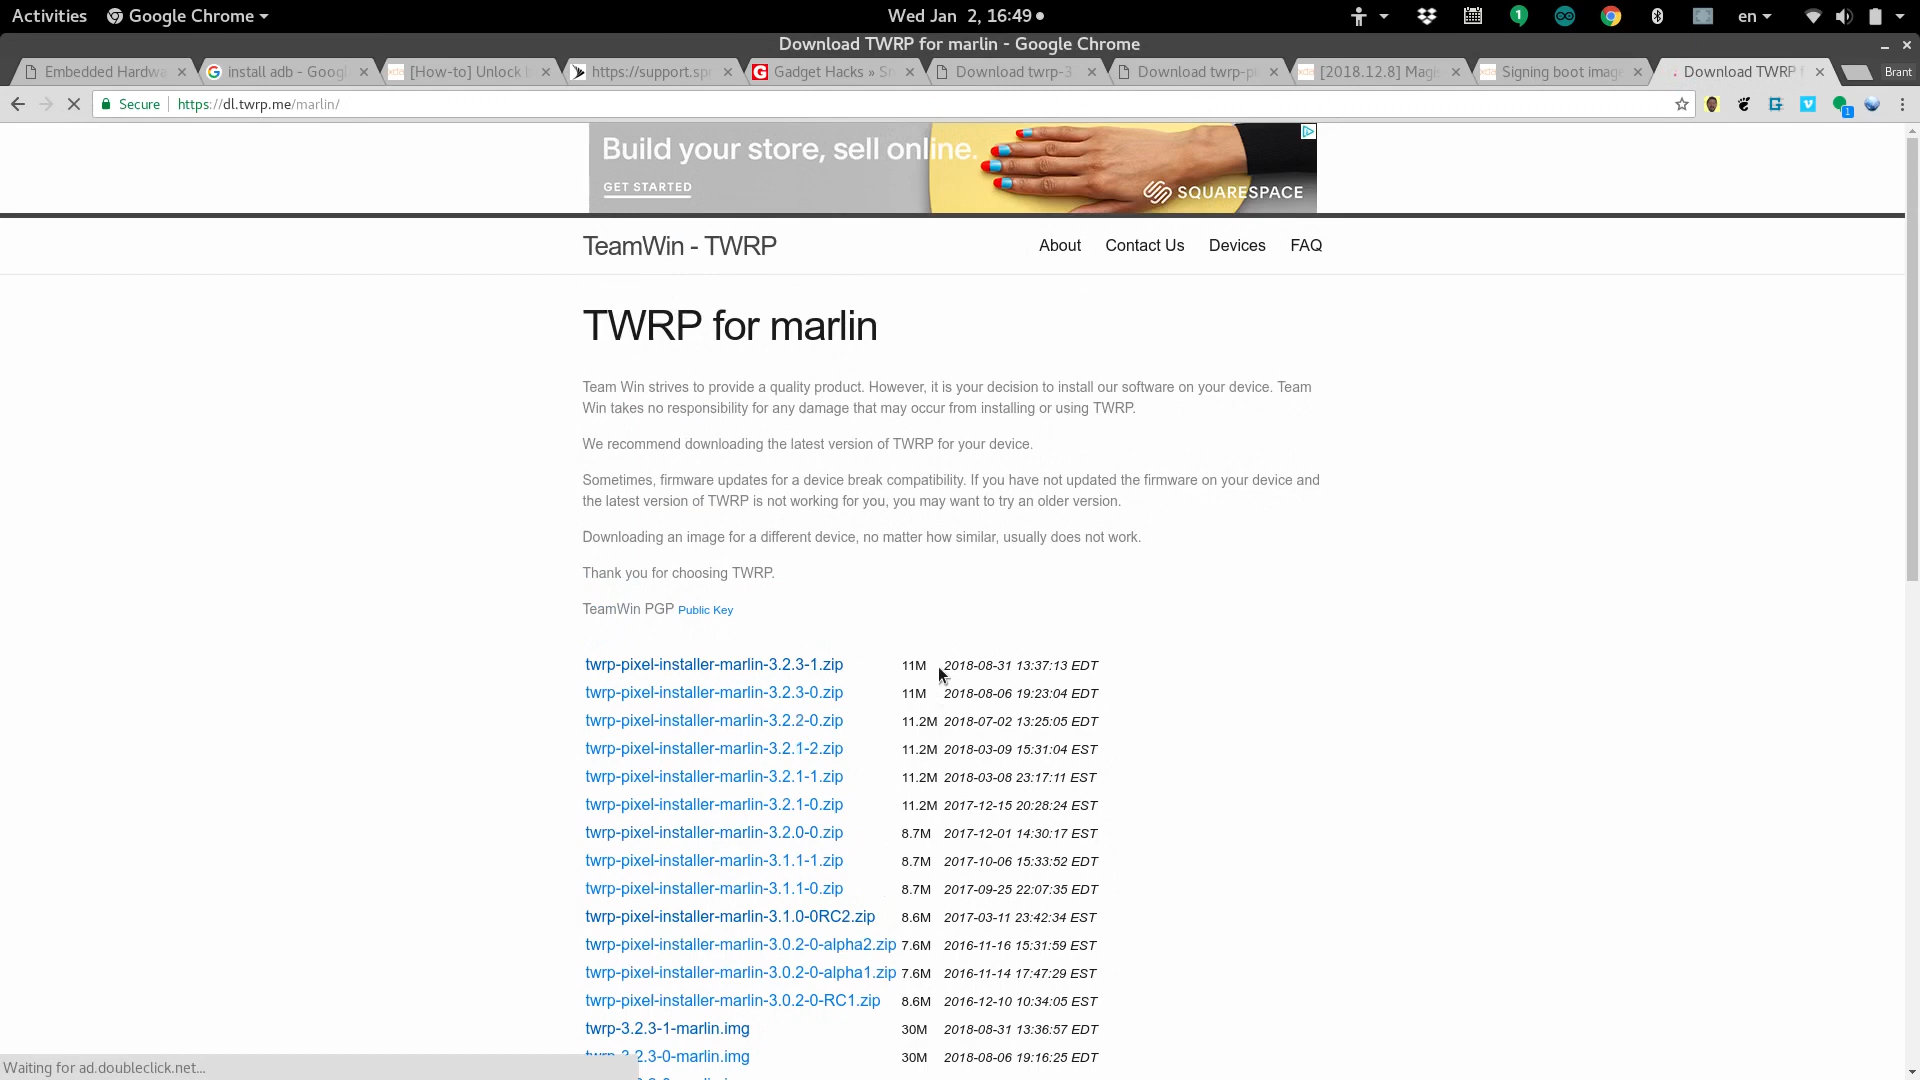 Activities Google Chrome Wed Jan 2, 16:49 1 en
Download TWRP for marlin - Google Chrome
Embedded Hardwa install adb - Googl [How-to] Unlock b https://support.spr Gadget Hacks » Sr Download twrp-3 Download twrp-pi [2018.12.8] Magi Signing boot image Download TWRP f Brant
Secure https://dl.twrp.me/marlin/ 1
Build your store, sell online.
GET STARTED
SQUARESPACE
TeamWin - TWRP About Contact Us Devices FAQ
TWRP for marlin
Team Win strives to provide a quality product. However, it is your decision to install our software on your device. Team
Win takes no responsibility for any damage that may occur from installing or using TWRP.
We recommend downloading the latest version of TWRP for your device.
Sometimes, firmware updates for a device break compatibility. If you have not updated the firmware on your device and
the latest version of TWRP is not working for you, you may want to try an older version.
Downloading an image for a different device, no matter how similar, usually does not work.
Thank you for choosing TWRP.
TeamWin PGP Public Key
twrp-pixel-installer-marlin-3.2.3-1.zip 11M 2018-08-31 13:37:13 EDT
twrp-pixel-installer-marlin-3.2.3-0.zip 11M 2018-08-06 19:23:04 EDT
twrp-pixel-installer-marlin-3.2.2-0.zip 11.2M 2018-07-02 13:25:05 EDT
twrp-pixel-installer-marlin-3.2.1-2.zip 11.2M 2018-03-09 15:31:04 EST
twrp-pixel-installer-marlin-3.2.1-1.zip 11.2M 2018-03-08 23:17:11 EST
twrp-pixel-installer-marlin-3.2.1-0.zip 11.2M 2017-12-15 20:28:24 EST
twrp-pixel-installer-marlin-3.2.0-0.zip 8.7M 2017-12-01 14:30:17 EST
twrp-pixel-installer-marlin-3.1.1-1.zip 8.7M 2017-10-06 15:33:52 EDT
twrp-pixel-installer-marlin-3.1.1-0.zip 8.7M 2017-09-25 22:07:35 EDT
twrp-pixel-installer-marlin-3.1.0-0RC2.zip 8.6M 2017-03-11 23:42:34 EST
twrp-pixel-installer-marlin-3.0.2-0-alpha2.zip 7.6M 2016-11-16 15:31:59 EST
twrp-pixel-installer-marlin-3.0.2-0-alpha1.zip 7.6M 2016-11-14 17:47:29 EST
twrp-pixel-installer-marlin-3.0.2-0-RC1.zip 8.6M 2016-12-10 10:34:05 EST
twrp-3.2.3-1-marlin.img 30M 2018-08-31 13:36:57 EDT
twrp-3.2.3-0-marlin.img 30M 2018-08-06 19:16:25 EDT
Waiting for ad.doubleclick.net...